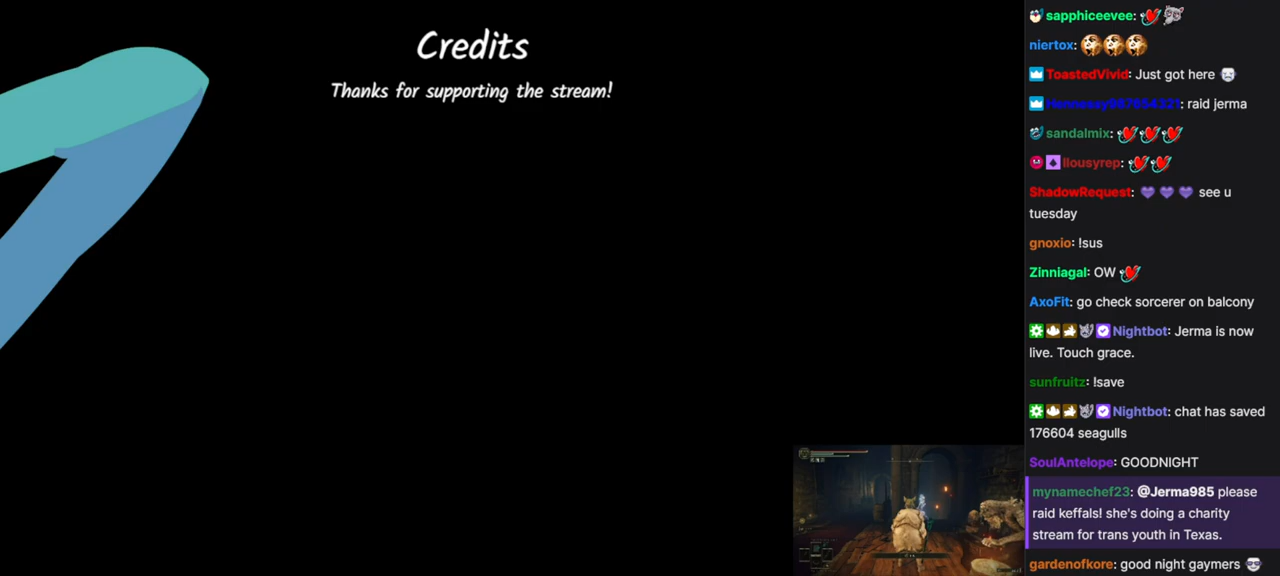 Credits
Thanks for supporting the stream!
sapphiceevee:
niertox:
ToastedVivid: Just got here
Hennessy987654321: raid jerma
sandalmix:
llousyrep:
ShadowRequest: see u
tuesday
gnoxio: !sus
Zinniagal: OW
AxoFit: go check sorcerer on balcony
Nightbot: Jerma is now
live. Touch grace.
sunfruitz: !save
Nightbot: chat has saved
176604 seagulls
SoulAntelope: GOODNIGHT
mynamechef23: @Jerma985 please
raid keffals! she's doing a charity
stream for trans youth in Texas.
gardenofkore: good night gaymers